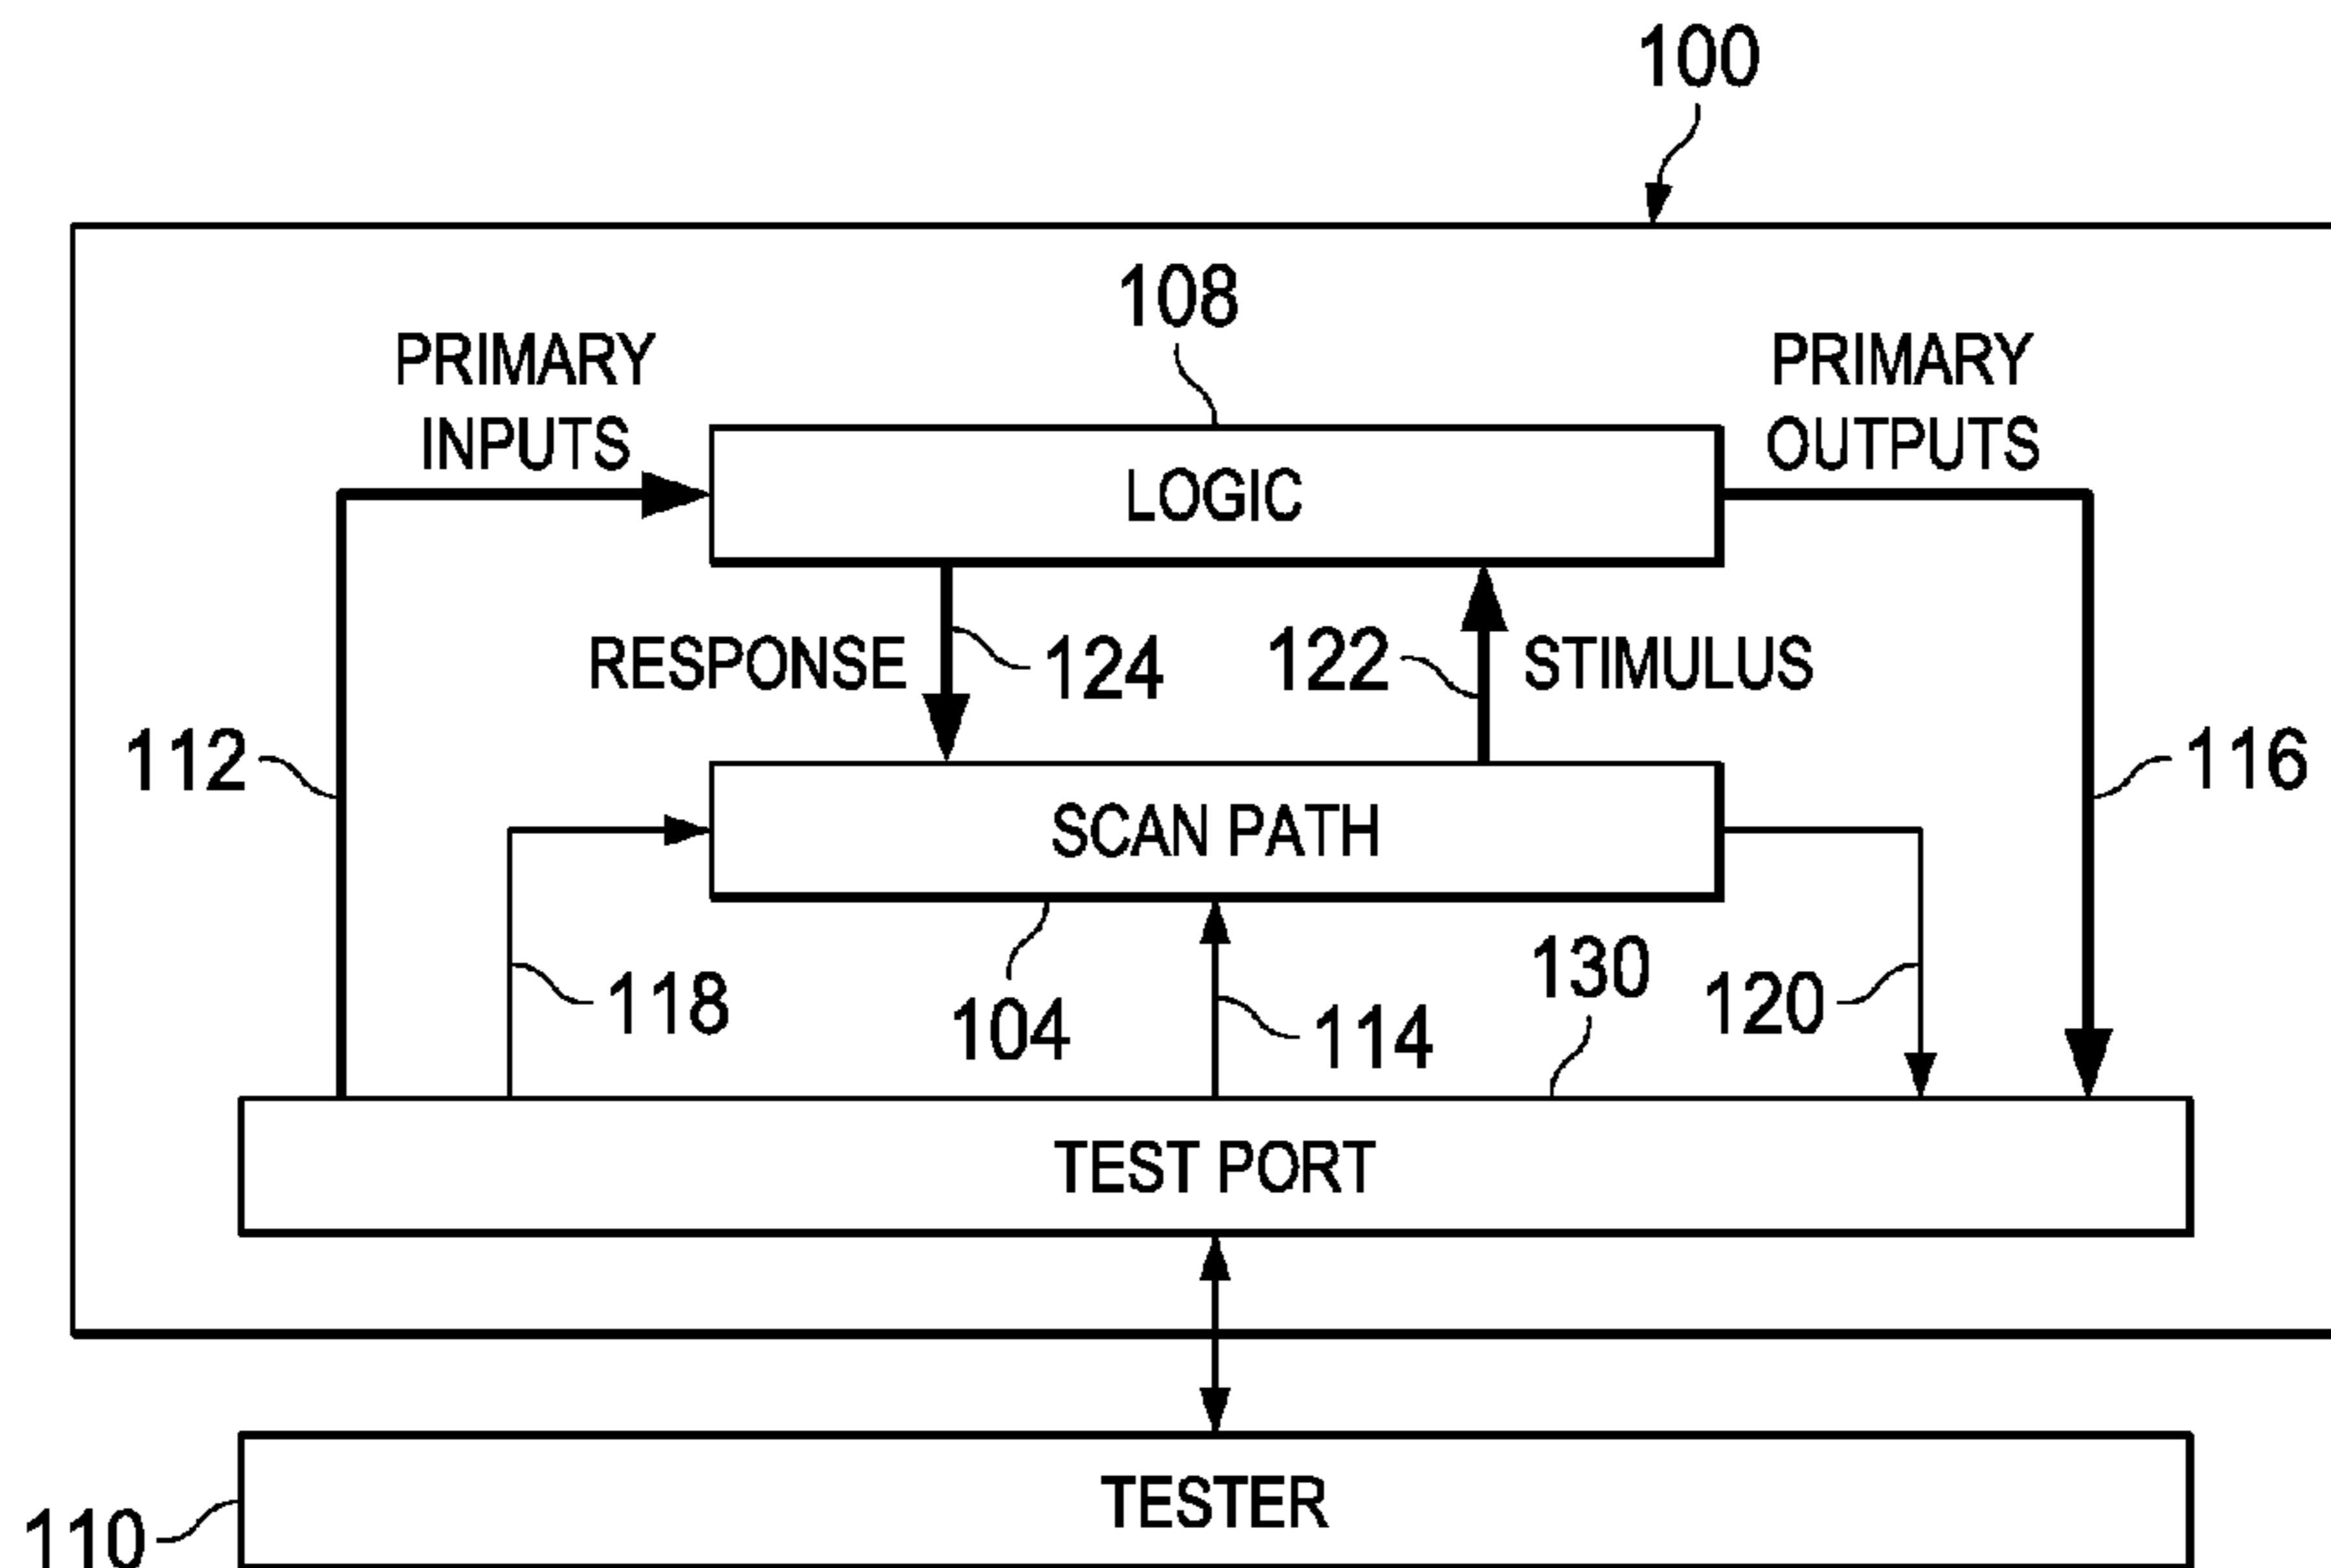 100
108
PRIMARY
INPUTS
PRIMARY
OUTPUTS
LOGIC
RESPONSE
124
122
STIMULUS
112
116
SCAN PATH
118
104
114
130
120
TEST PORT
TESTER
110